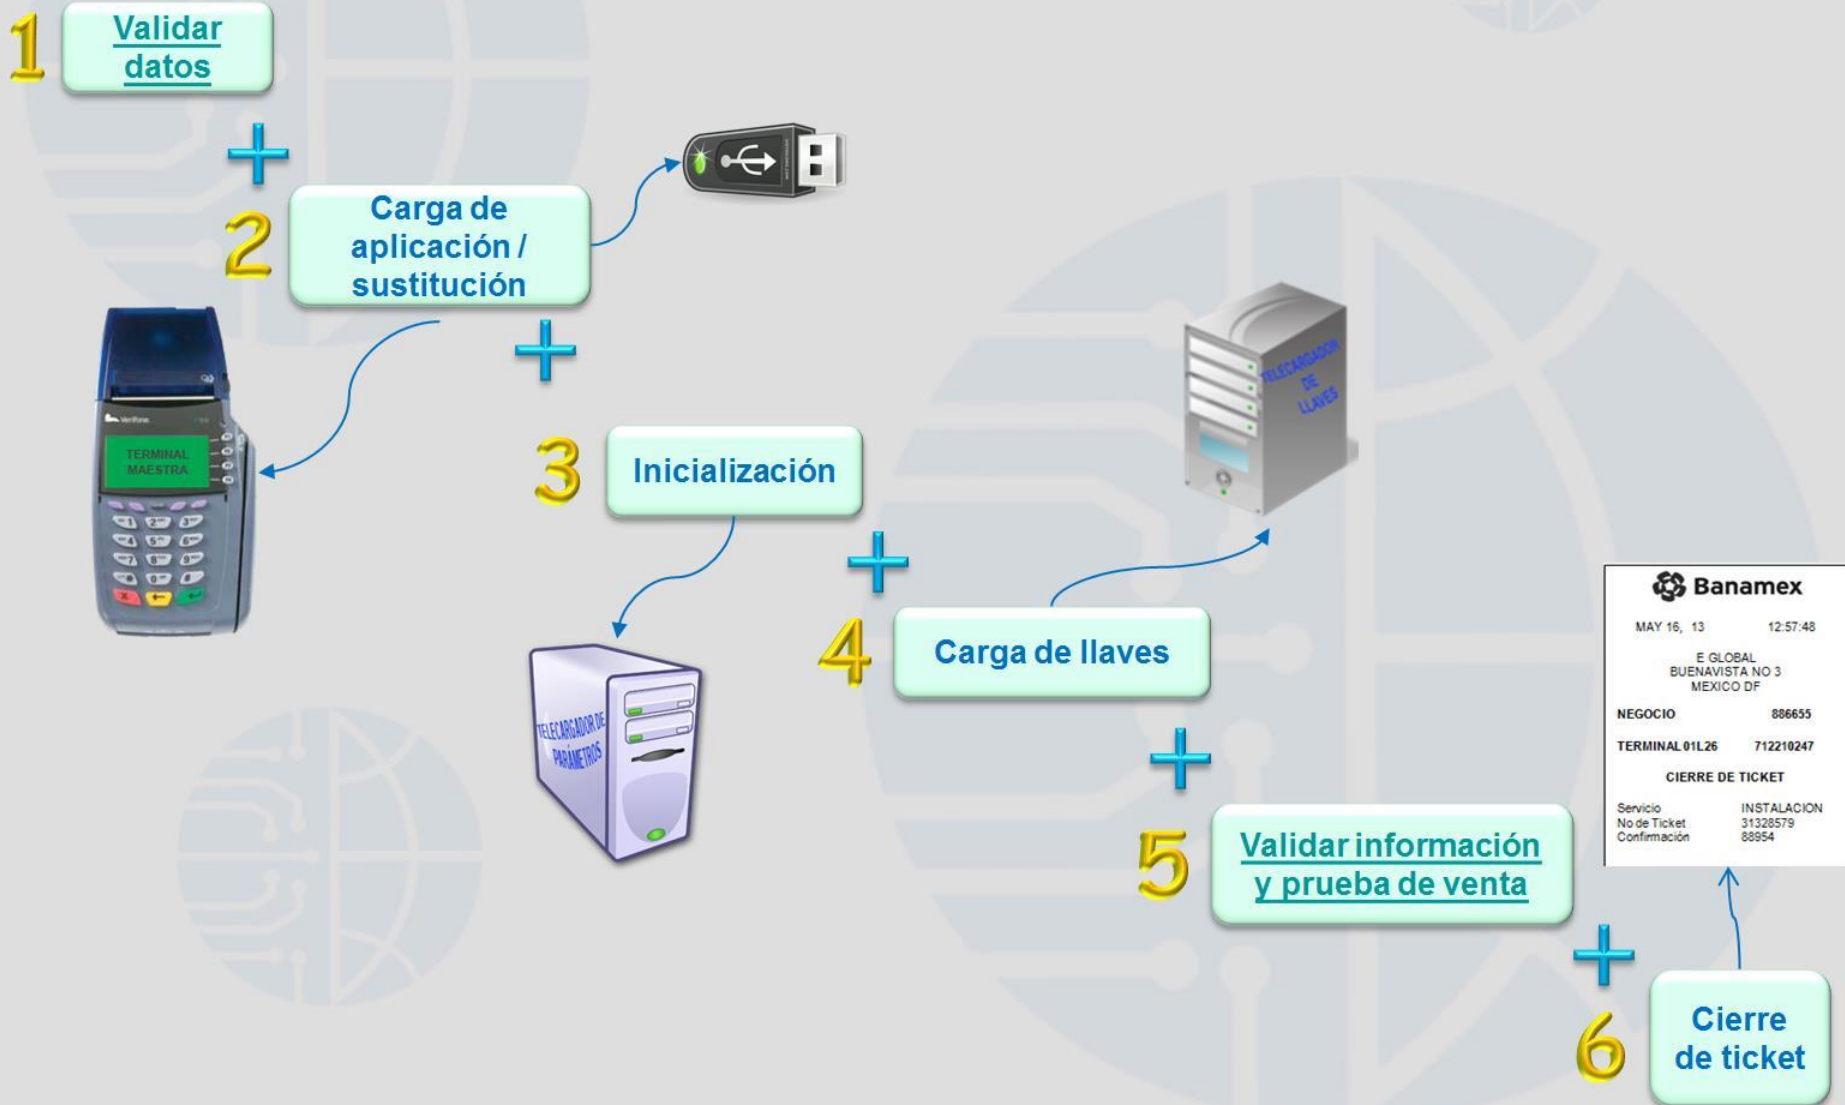 1
Validar
datos
2
Carga de
aplicación /
sustitución
Verifone
TERMINAL
MAESTRA
3
Inicialización
TELECARGADOR DE
PARÁMETROS
TELECARGADOR
DE
LLAVES
4
Carga de llaves
5
Validar información
y prueba de venta
Banamex
MAY 16, 13 12:57:48
E GLOBAL
BUENAVISTA NO 3
MEXICO DF
NEGOCIO 886655
TERMINAL 01L26 712210247
CIERRE DE TICKET
Servicio INSTALACION
No de Ticket 31328579
Confirmación 88954
6
Cierre
de ticket